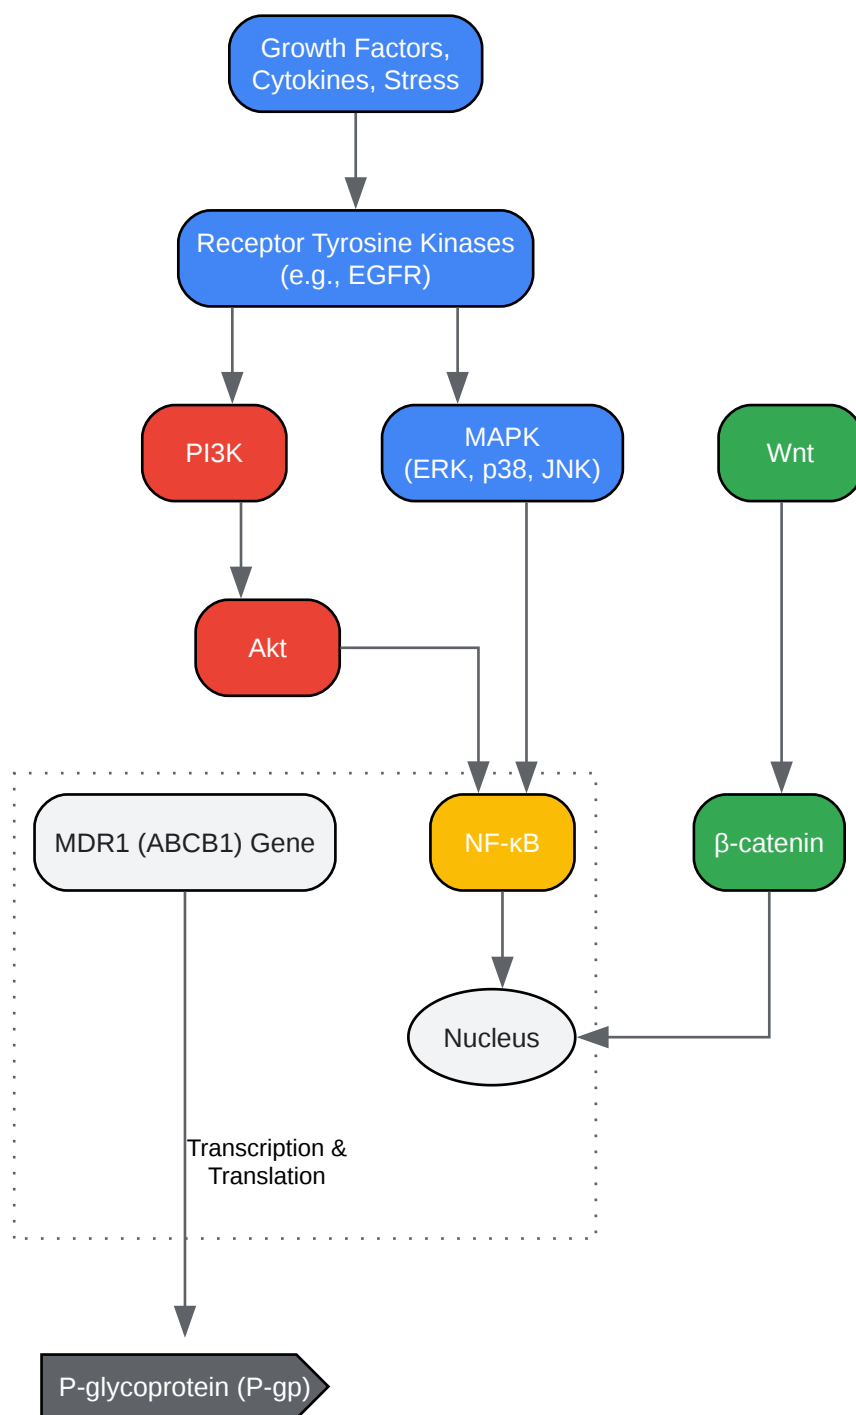 Growth Factors,
Cytokines, Stress
Receptor Tyrosine Kinases
(e.g., EGFR)
PI3K
MAPK
(ERK, p38, JNK)
Wnt
Akt
MDR1 (ABCB1) Gene
NF-κB
β-catenin
Nucleus
Transcription &
Translation
P-glycoprotein (P-gp)